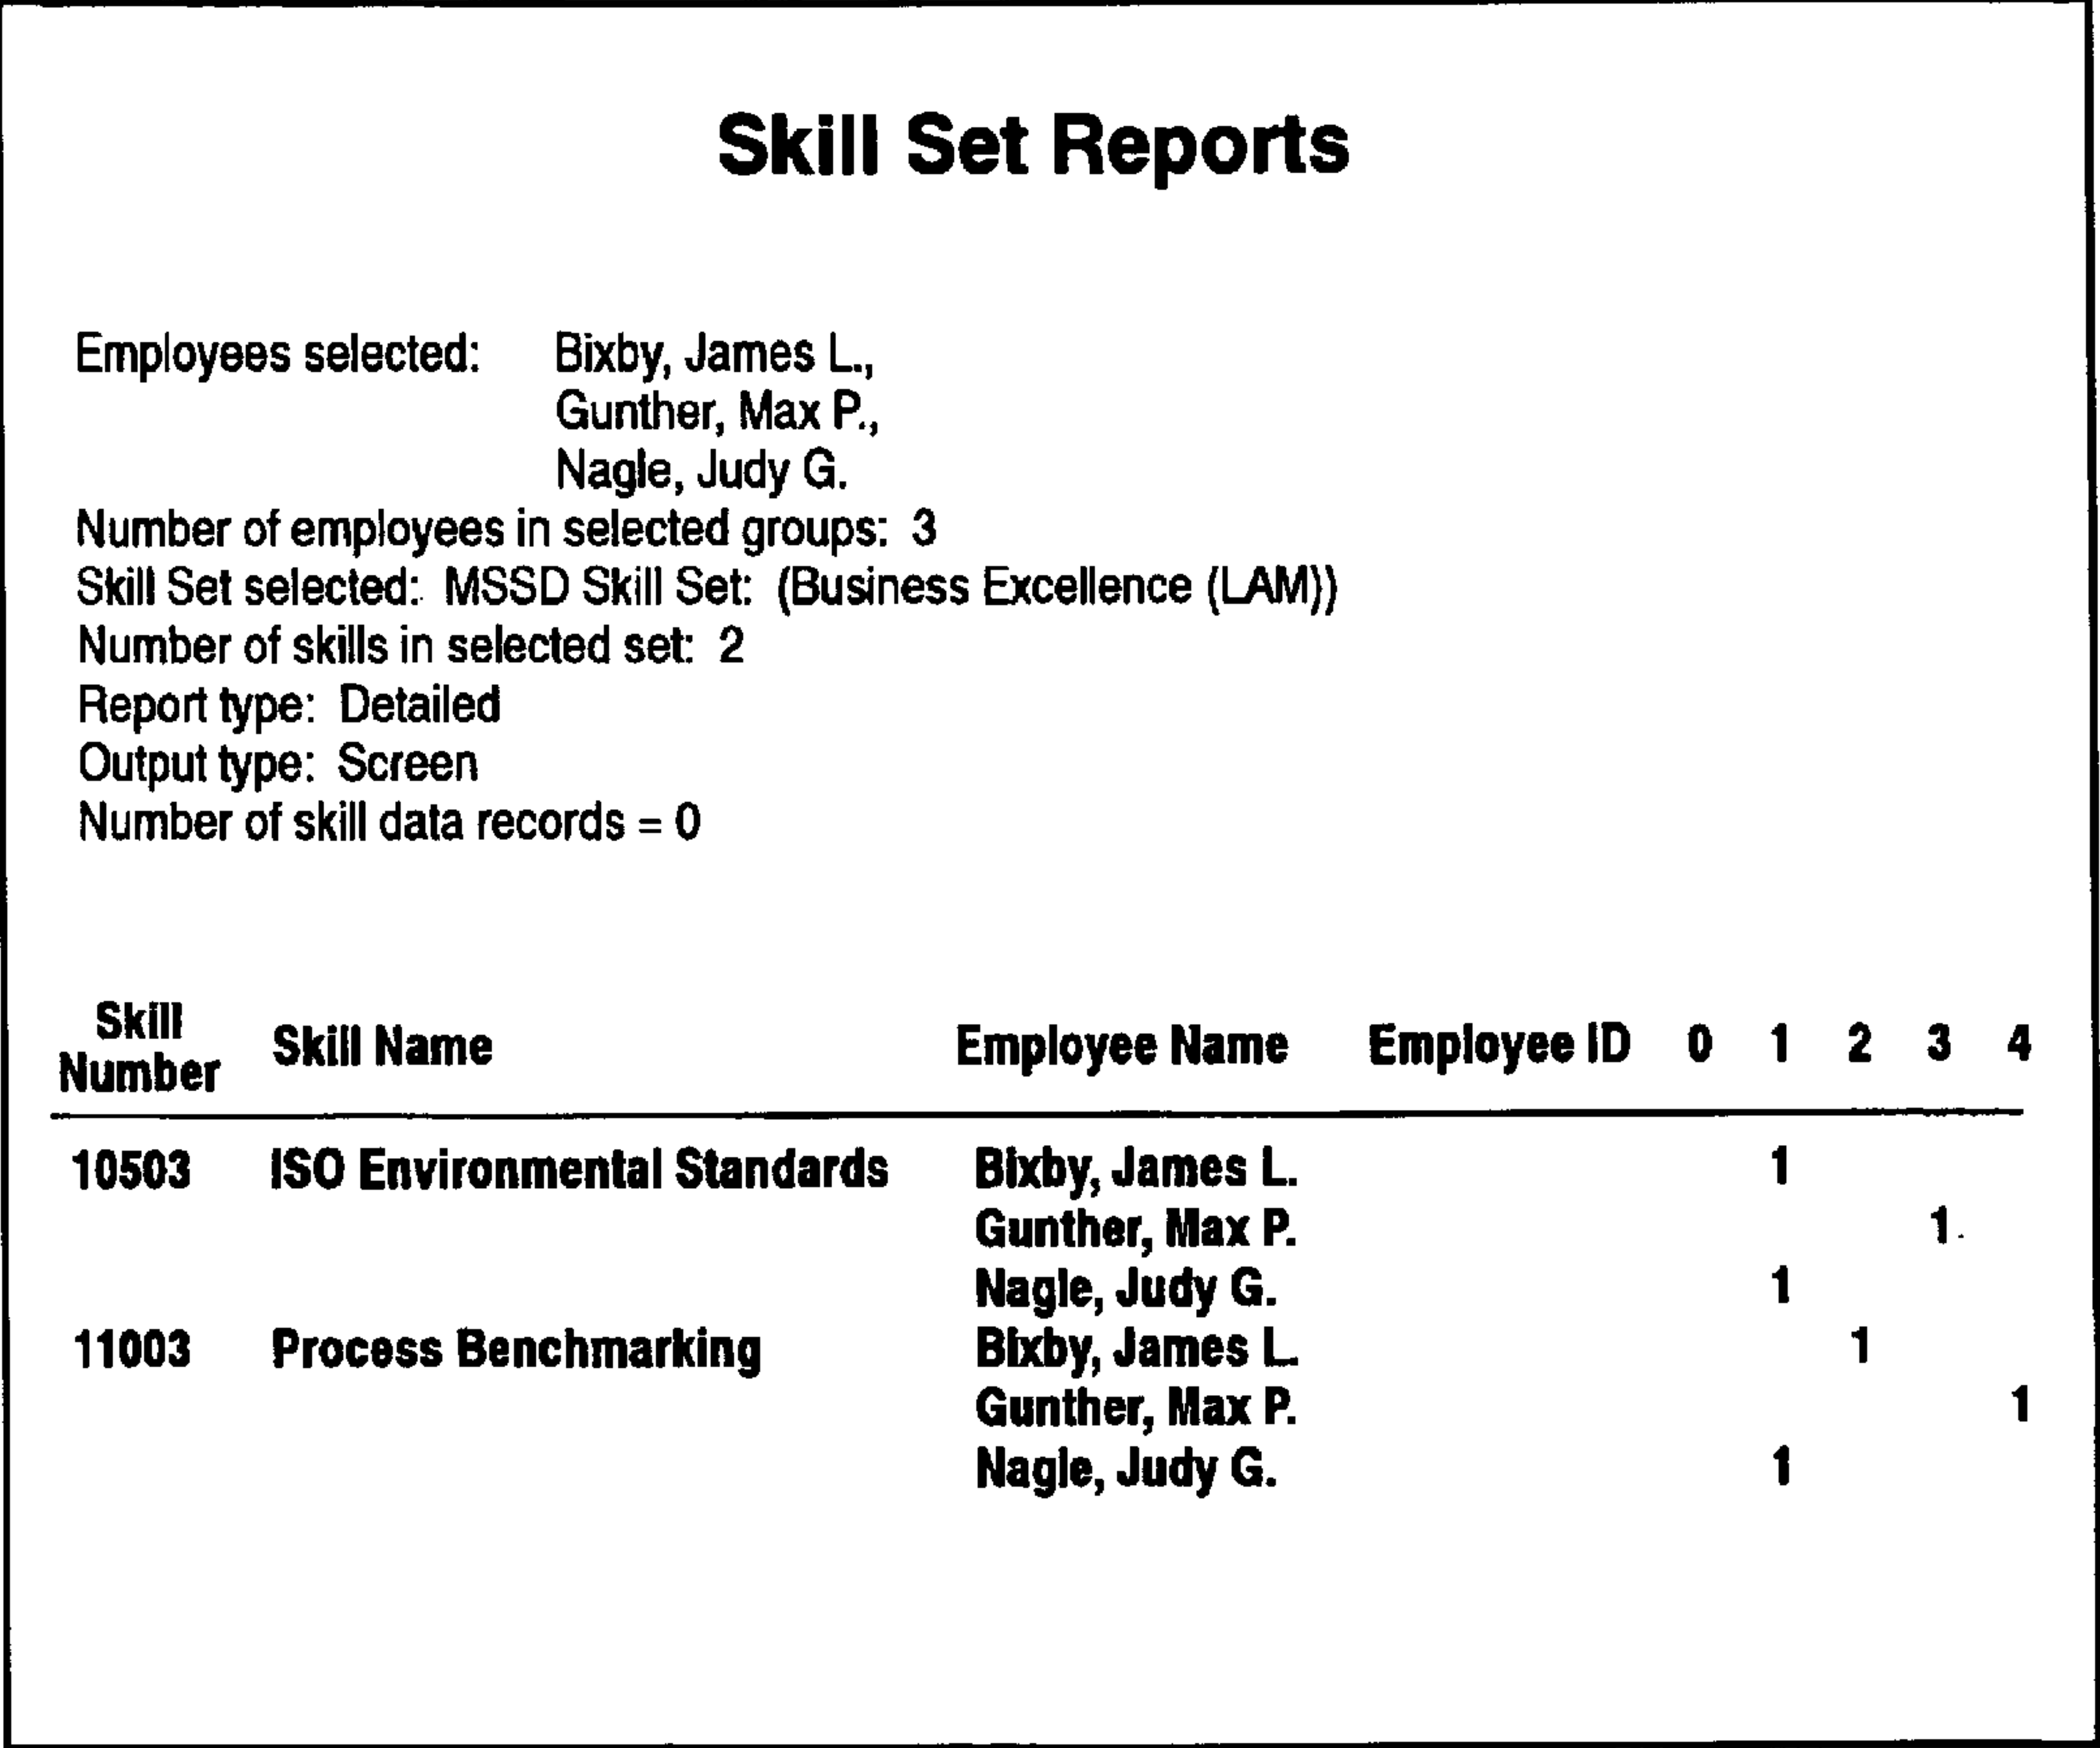 Skill Set Reports
Employees selected: Bixby, James L.,
Gunther, Max P.,
Nagle, Judy G.
Number of employees in selected groups: 3
Skill Set selected: MSSD Skill Set: (Business Excellence (LAM))
Number of skills in selected set: 2
Report type: Detailed
Output type: Screen
Number of skill data records = 0
Skill Number Skill Name Employee Name Employee ID 0 1 2 3 4
10503 ISO Environmental Standards Bixby, James L. 1
Gunther, Max P. 1
Nagle, Judy G. 1
11003 Process Benchmarking Bixby, James L. 1
Gunther, Max P. 1
Nagle, Judy G. 1